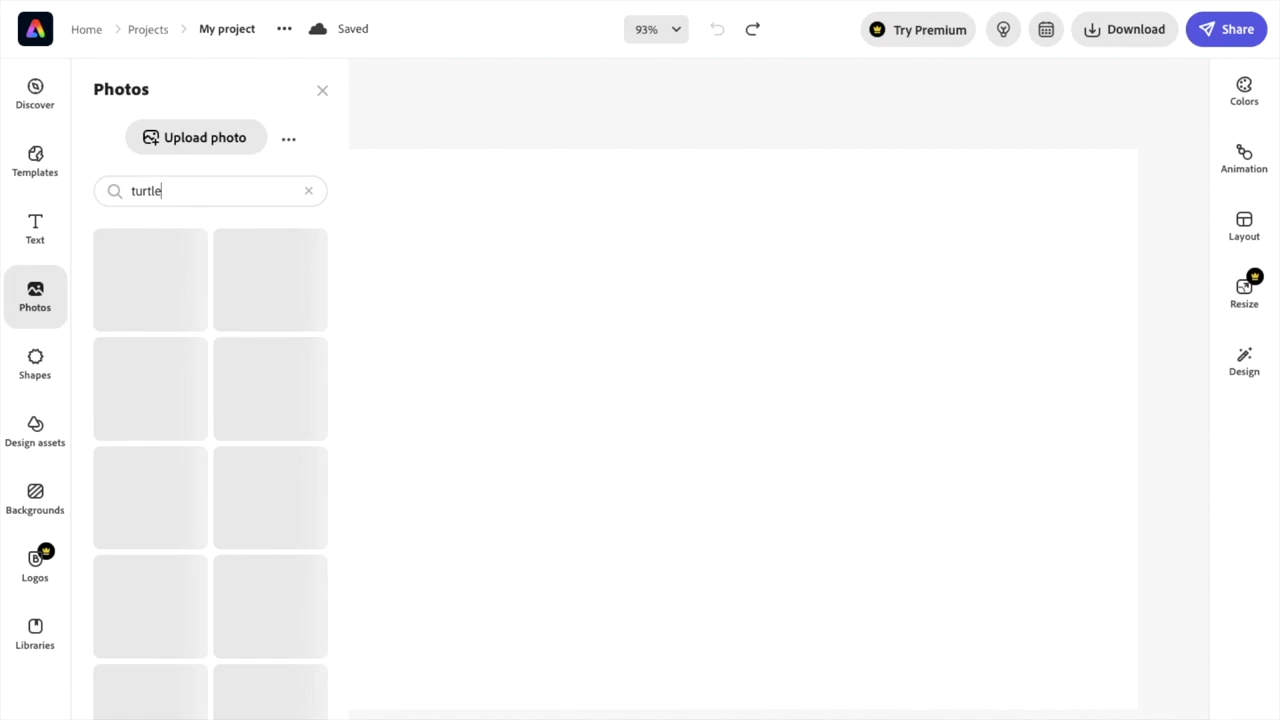 Home
Projects
My project
Saved
93%
Try Premium
Download
Share
Discover
Templates
Text
Photos
Shapes
Design assets
Backgrounds
Logos
Libraries
Photos
Upload photo
turtle
Colors
Animation
Layout
Resize
Design